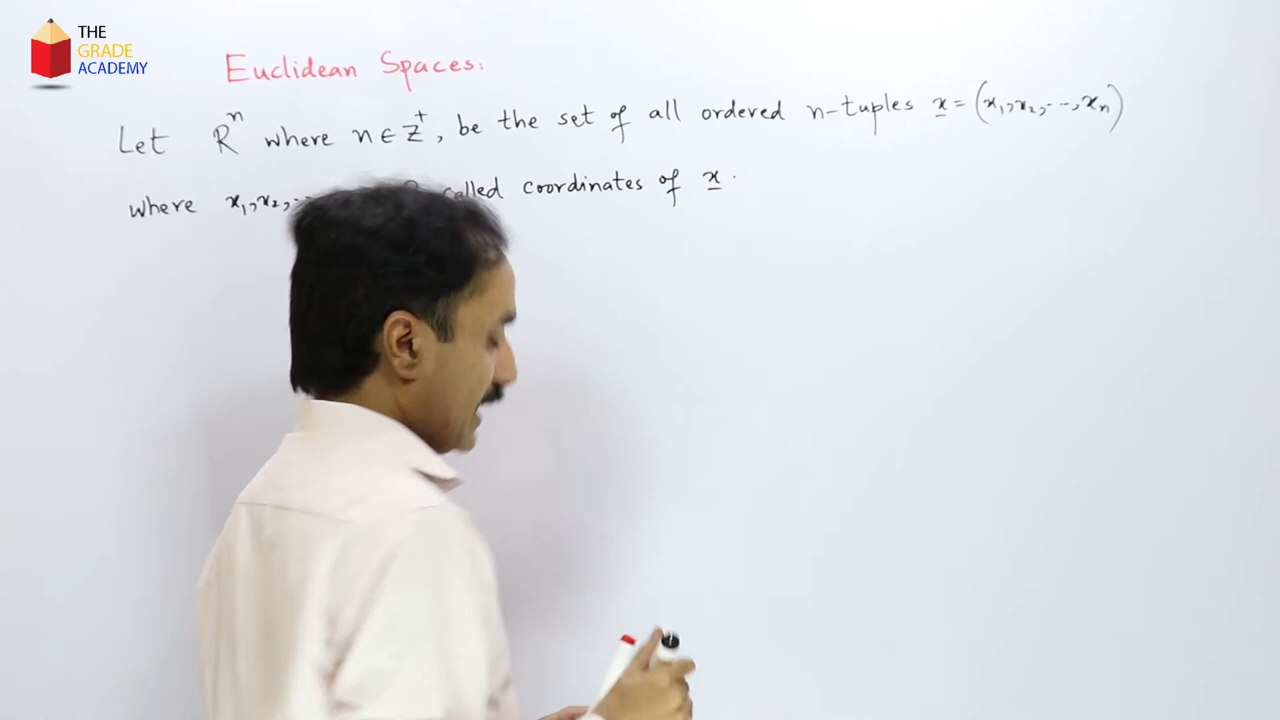 THE
GRADE
ACADEMY
Euclidean Spaces:
Let Rⁿ where n ∈ Z⁺, be the set of all ordered n-tuples x̲ = (x₁, x₂, ---, xₙ)
where x₁, x₂, called coordinates of x̲.